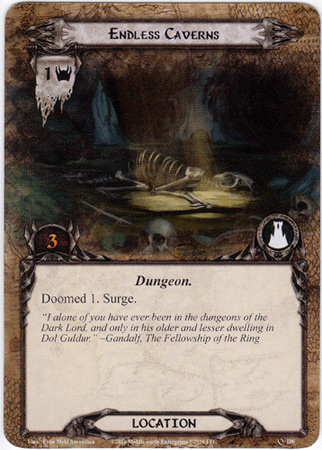 Endless Caverns
1
3
Dungeon.
Doomed 1. Surge.
"I alone of you have ever been in the dungeons of the
Dark Lord, and only in his older and lesser dwelling in
Dol Guldur." –Gandalf, The Fellowship of the
Ring
LOCATION